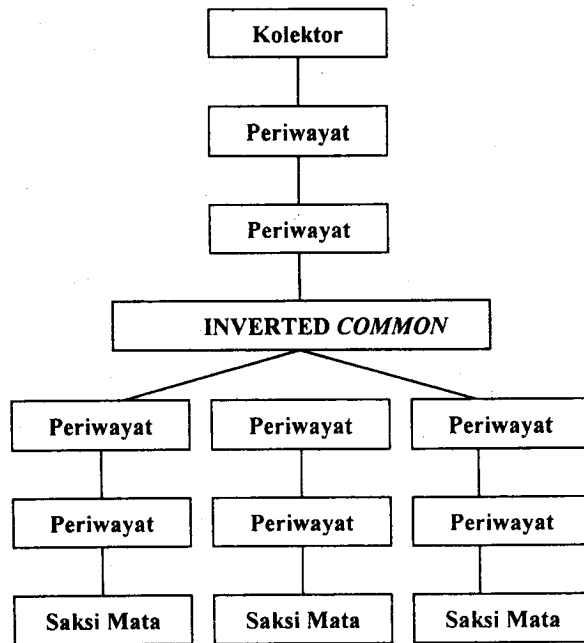 Kolektor
Periwayat
Periwayat
INVERTED COMMON
Periwayat Periwayat Periwayat
Periwayat Periwayat Periwayat
Saksi Mata Saksi Mata Saksi Mata